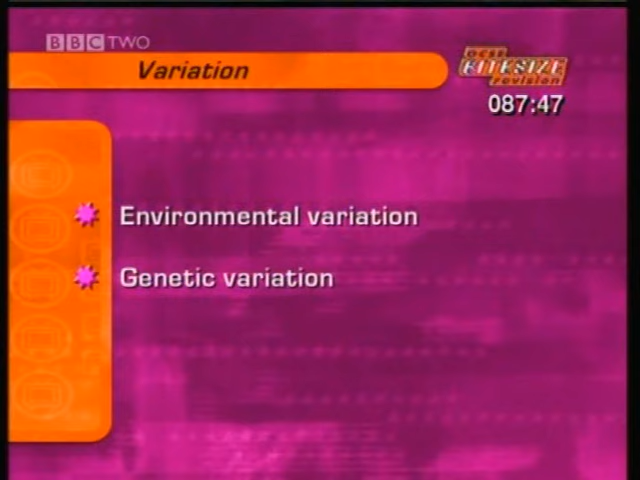 BBC TWO
Variation
GCSE
BITESIZE
revision
087:47
Environmental variation
Genetic variation